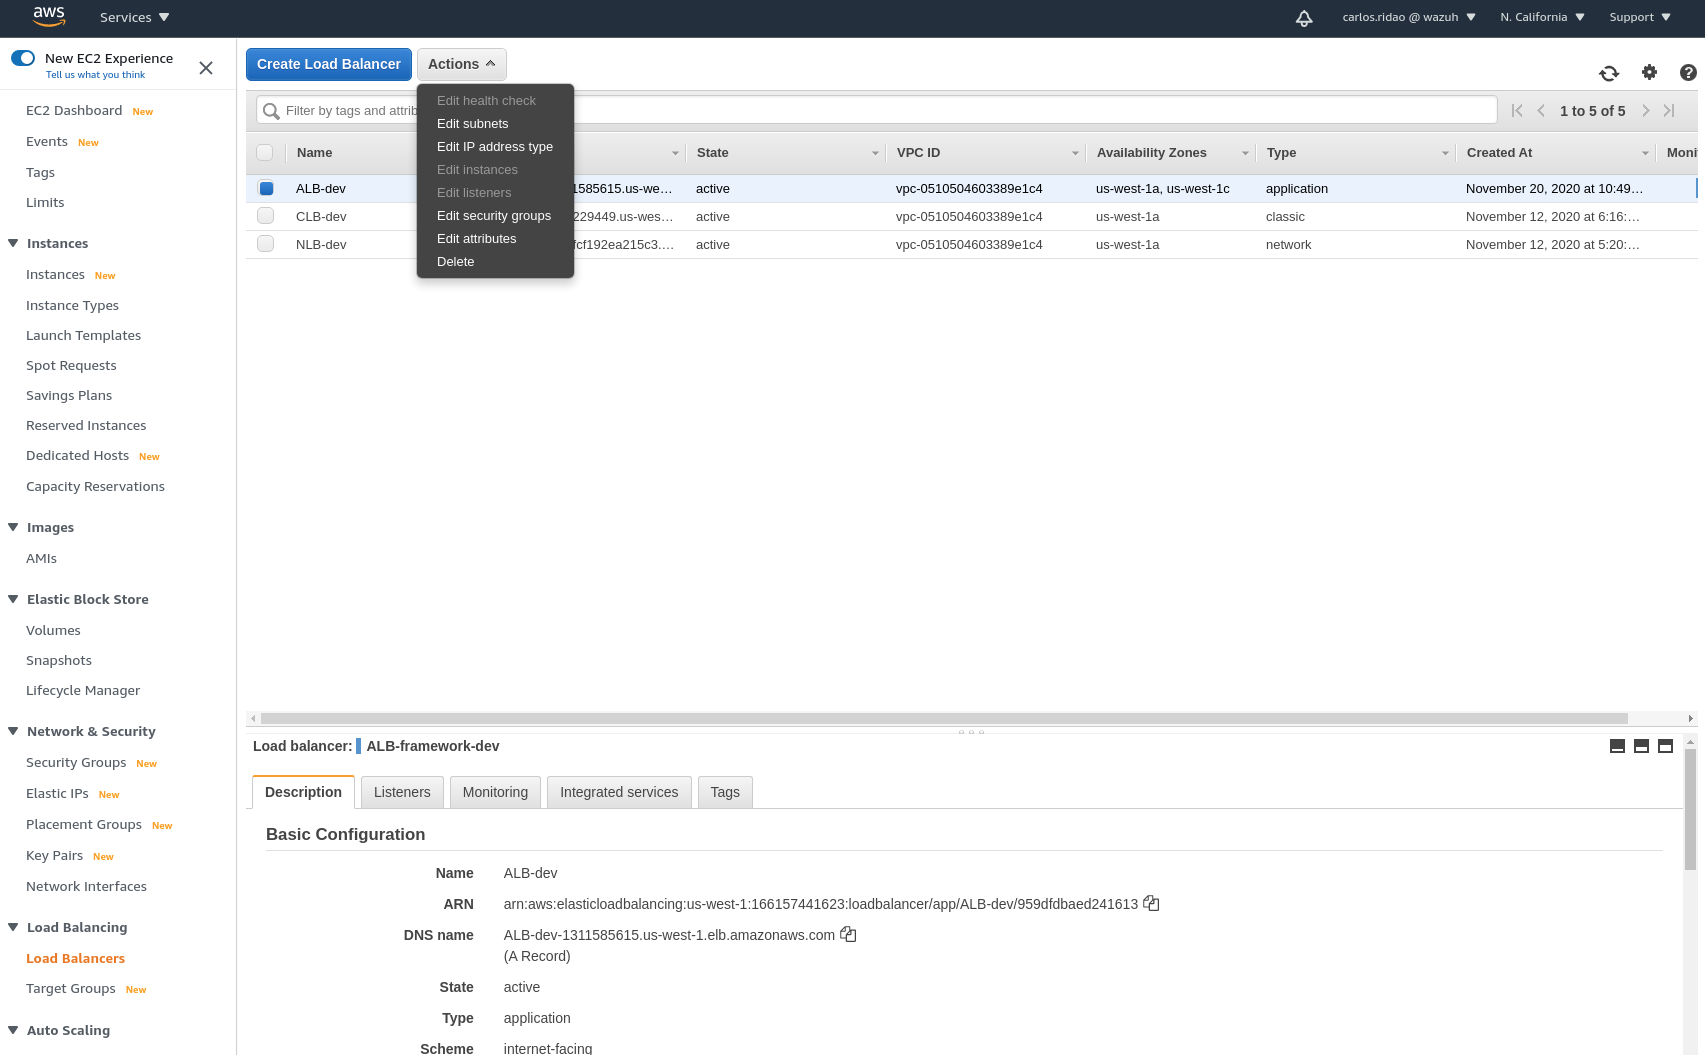 aws Services carlos.ridao @ wazuh N. California Support
New EC2 Experience
Tell us what you think
EC2 Dashboard New
Events New
Tags
Limits
Instances
Instances New
Instance Types
Launch Templates
Spot Requests
Savings Plans
Reserved Instances
Dedicated Hosts New
Capacity Reservations
Images
AMIs
Elastic Block Store
Volumes
Snapshots
Lifecycle Manager
Network & Security
Security Groups New
Elastic IPs New
Placement Groups New
Key Pairs New
Network Interfaces
Load Balancing
Load Balancers
Target Groups New
Auto Scaling
Create Load Balancer Actions
Filter by tags and attrib 1 to 5 of 5
Edit health check
Edit subnets
Edit IP address type
Edit instances
Edit listeners
Edit security groups
Edit attributes
Delete
Name State VPC ID Availability Zones Type Created At Moni
ALB-dev 1585615.us-we… active vpc-0510504603389e1c4 us-west-1a, us-west-1c application November 20, 2020 at 10:49…
CLB-dev 229449.us-wes… active vpc-0510504603389e1c4 us-west-1a classic November 12, 2020 at 6:16:…
NLB-dev fcf192ea215c3.… active vpc-0510504603389e1c4 us-west-1a network November 12, 2020 at 5:20:…
Load balancer: ALB-framework-dev
Description Listeners Monitoring Integrated services Tags
Basic Configuration
Name ALB-dev
ARN arn:aws:elasticloadbalancing:us-west-1:166157441623:loadbalancer/app/ALB-dev/959dfdbaed241613
DNS name ALB-dev-1311585615.us-west-1.elb.amazonaws.com
(A Record)
State active
Type application
Scheme internet-facing